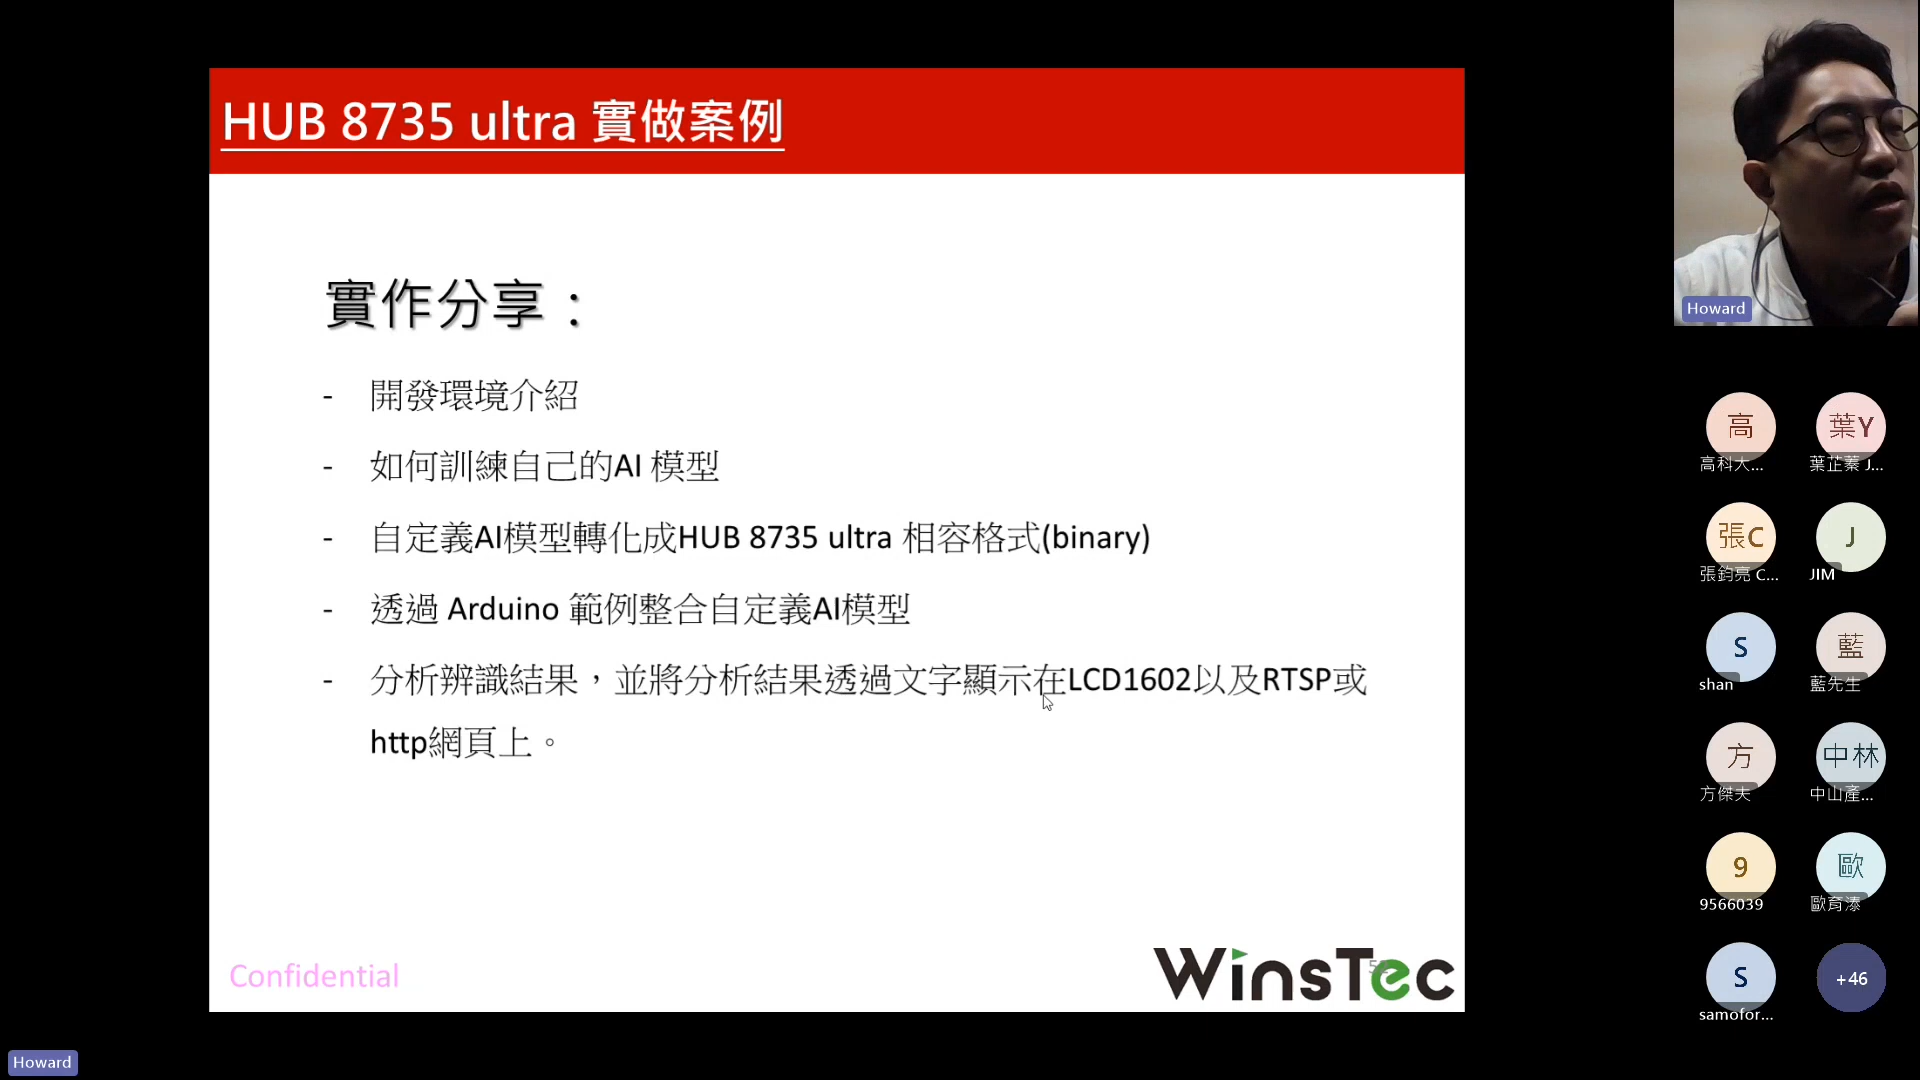 HUB 8735 ultra 實做案例
實作分享：
- 開發環境介紹
- 如何訓練自己的AI 模型
- 自定義AI模型轉化成HUB 8735 ultra 相容格式(binary)
- 透過 Arduino 範例整合自定義AI模型
- 分析辨識結果，並將分析結果透過文字顯示在LCD1602以及RTSP或
http網頁上。
Confidential
WinsTec
Howard
高
高科大...
葉Y
葉芷蓁 J...
張C
張鈞亮 C...
J
JIM
S
shan
藍
藍先生
方
方傑夫
中林
中山產...
9
9566039
歐
歐育溙
S
samofor...
+46
Howard